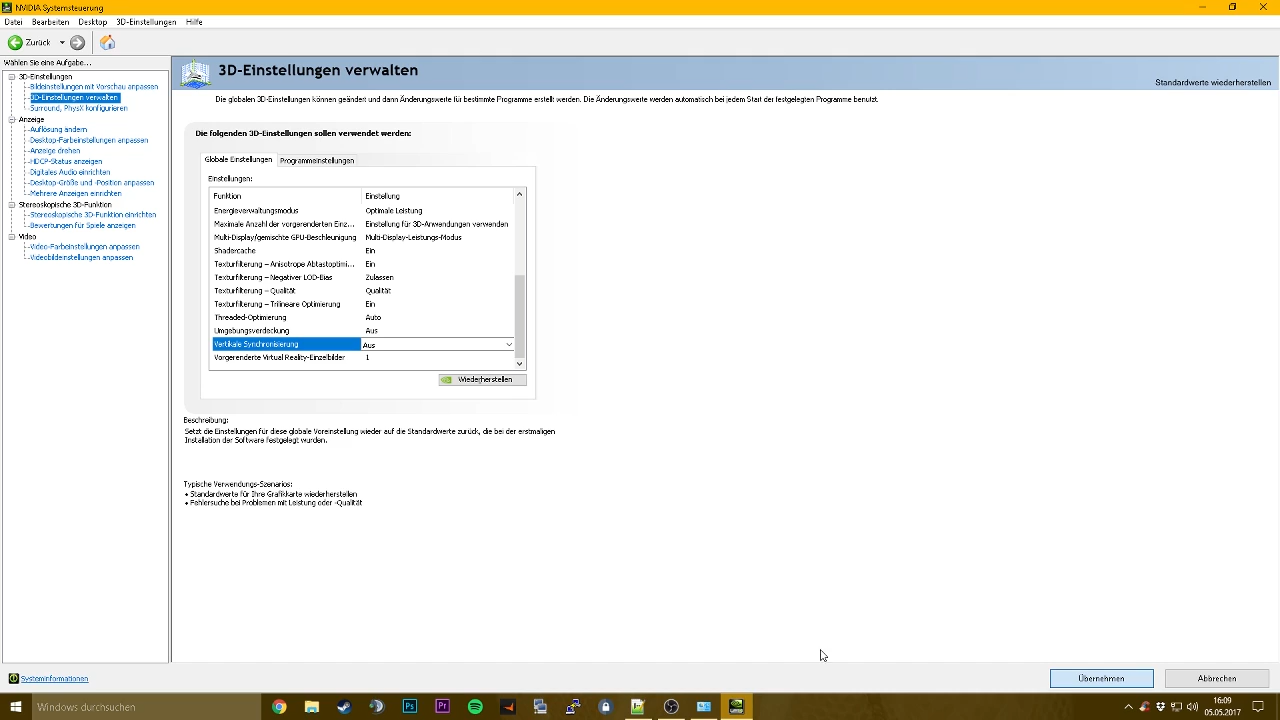 NVIDIA Systemsteuerung
Datei Bearbeiten Desktop 3D-Einstellungen Hilfe
Zurück
Wählen Sie eine Aufgabe...
3D-Einstellungen
Bildeinstellungen mit Vorschau anpassen
3D-Einstellungen verwalten
Surround, PhysX konfigurieren
Anzeige
Auflösung ändern
Desktop-Farbeinstellungen anpassen
Anzeige drehen
HDCP-Status anzeigen
Digitales Audio einrichten
Desktop-Größe und -Position anpassen
Mehrere Anzeigen einrichten
Stereoskopische 3D-Funktion
Stereoskopische 3D-Funktion einrichten
Bewertungen für Spiele anzeigen
Video
Video-Farbeinstellungen anpassen
Videobildeinstellungen anpassen
Systeminformationen
3D-Einstellungen verwalten
Standardwerte wiederherstellen
Die globalen 3D-Einstellungen können geändert und dann Änderungswerte für bestimmte Programme erstellt werden. Die Änderungswerte werden automatisch bei jedem
Programme benutzt.
Die folgenden 3D-Einstellungen sollen verwendet werden:
Globale Einstellungen Programmeinstellungen
Einstellungen:
Funktion Einstellung
Energieverwaltungsmodus Optimale Leistung
Maximale Anzahl der vorgerenderten Einz... Einstellung für 3D-Anwendungen verwenden
Multi-Display/gemischte GPU-Beschleunigung Multi-Display-Leistungs-Modus
Shadercache Ein
Texturfilterung – Anisotrope Abtastoptimi... Ein
Texturfilterung – Negativer LOD-Bias Zulassen
Texturfilterung – Qualität Qualität
Texturfilterung – Trilineare Optimierung Ein
Threaded-Optimierung Auto
Umgebungsverdeckung Aus
Vertikale Synchronisierung Aus
Vorgerenderte Virtual Reality-Einzelbilder 1
Wiederherstellen
Beschreibung:
Setzt die Einstellungen für diese globale Voreinstellung wieder auf die Standardwerte zurück, die bei der erstmaligen
Installation der Software festgelegt wurden.
Typische Verwendungs-Szenarios:
• Standardwerte für Ihre Grafikkarte wiederherstellen
• Fehlersuche bei Problemen mit Leistung oder -Qualität
Übernehmen Abbrechen
Windows durchsuchen
Ps
Pr
16:09
05.05.2017